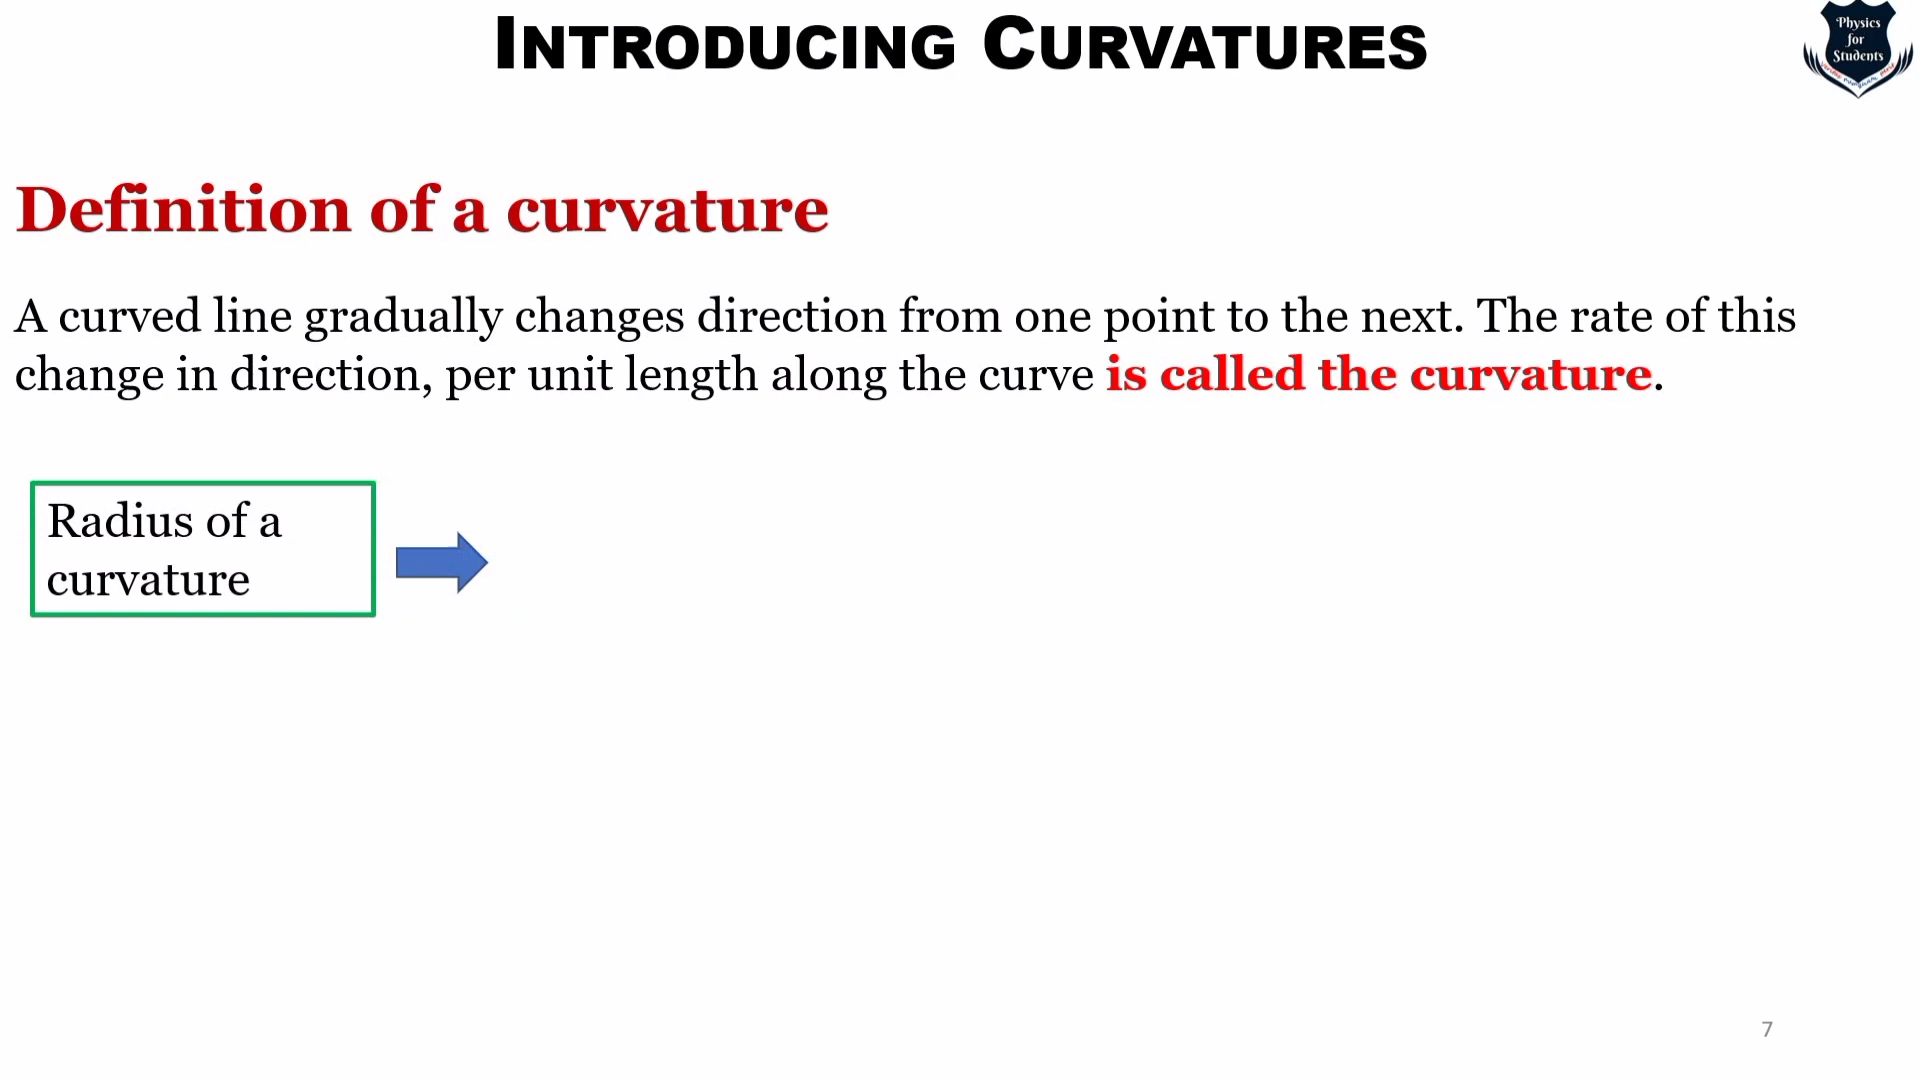 INTRODUCING CURVATURES
Physics
for
Students
Definition of a curvature
A curved line gradually changes direction from one point to the next. The rate of this
change in direction, per unit length along the curve is called the curvature.
Radius of a
curvature
7